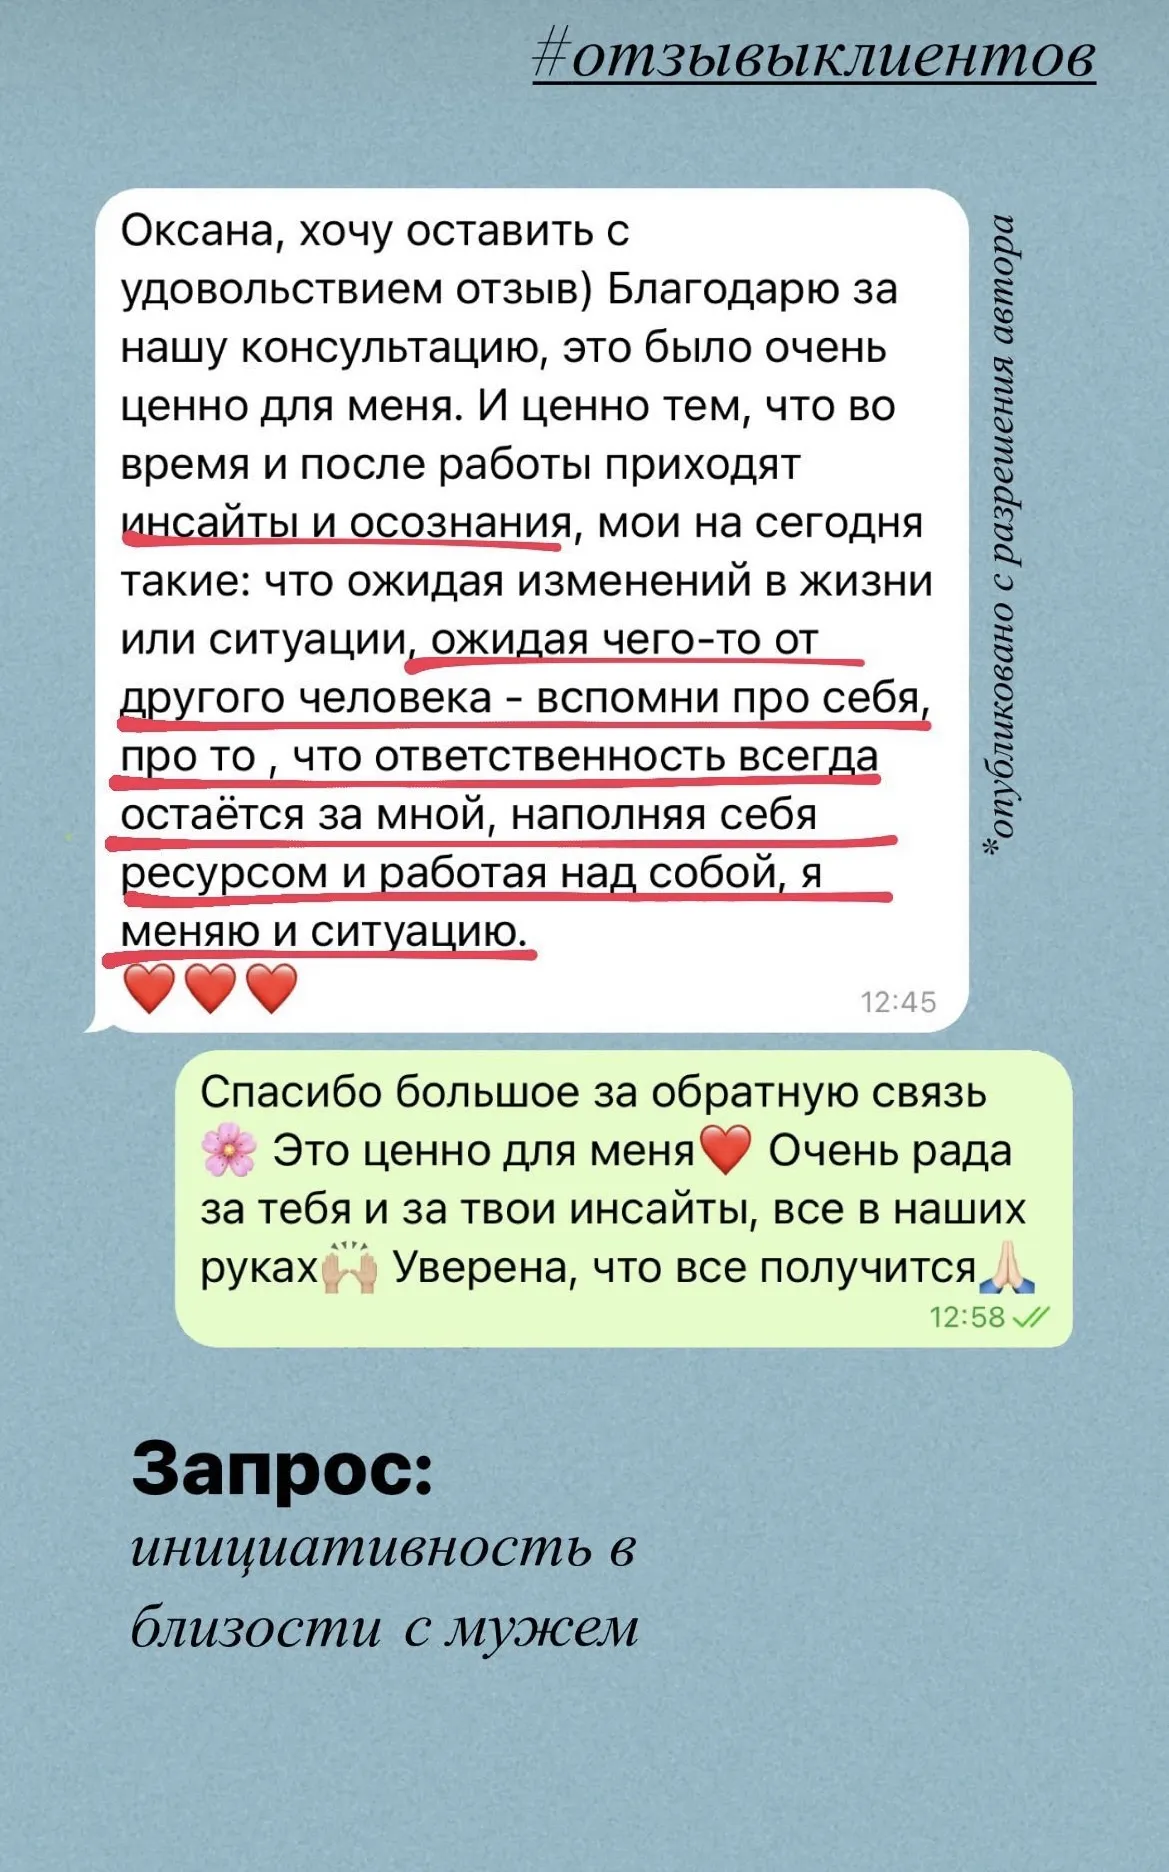 #отзывыклиентов
Оксана, хочу оставить с
удовольствием отзыв) Благодарю за
нашу консультацию, это было очень
ценно для меня. И ценно тем, что во
время и после работы приходят
инсайты и осознания, мои на сегодня
такие: что ожидая изменений в жизни
или ситуации, ожидая чего-то от
другого человека - вспомни про себя,
про то , что ответственность всегда
остаётся за мной, наполняя себя
ресурсом и работая над собой, я
меняю и ситуацию.
❤️❤️❤️
12:45
*опубликовано с разрешения автора
Спасибо большое за обратную связь
🌸 Это ценно для меня❤️ Очень рада
за тебя и за твои инсайты, все в наших
руках🙌🏼 Уверена, что все получится🙏🏻
12:58
Запрос:
инициативность в
близости с мужем